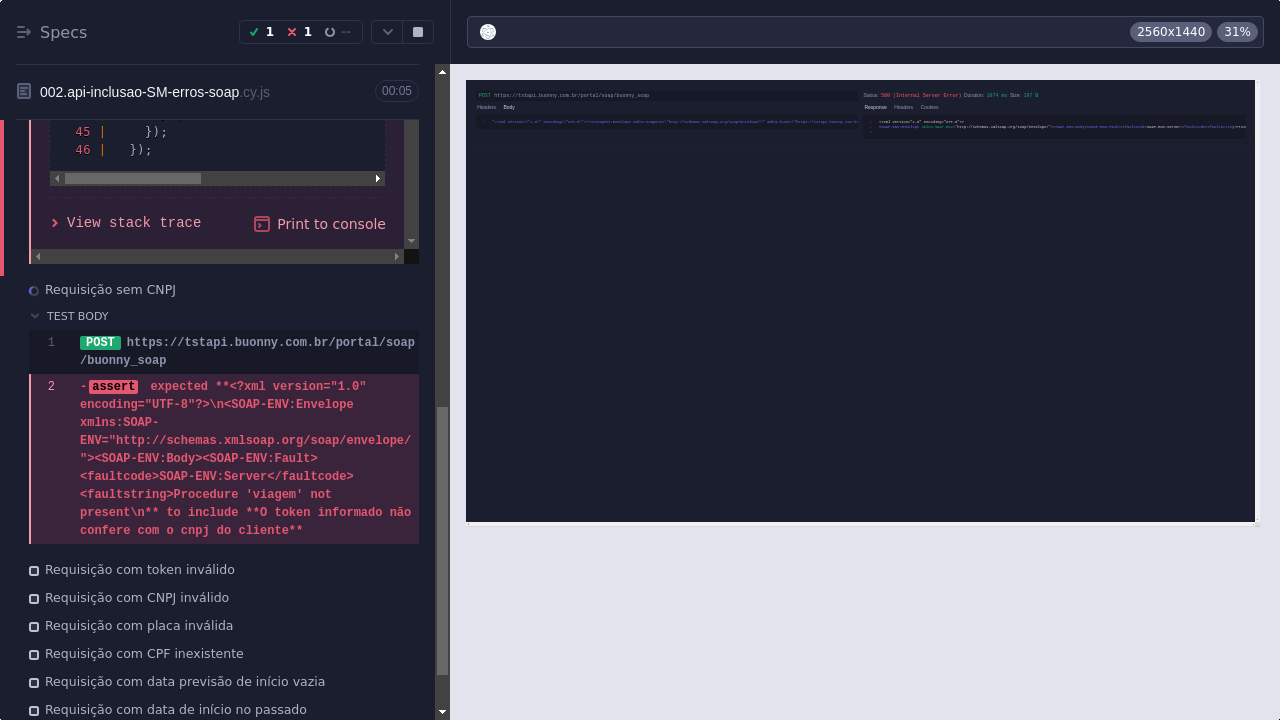 Specs
1
1
--
2560x1440
31%
002.api-inclusao-SM-erros-soap.cy.js
00:05
45 | });
46 | });
View stack trace
Print to console
Requisição sem CNPJ
TEST BODY
1 POST https://tstapi.buonny.com.br/portal/soap
/buonny_soap
2 -assert expected **<?xml version="1.0"
encoding="UTF-8"?>\n<SOAP-ENV:Envelope
xmlns:SOAP-
ENV="http://schemas.xmlsoap.org/soap/envelope/
"><SOAP-ENV:Body><SOAP-ENV:Fault>
<faultcode>SOAP-ENV:Server</faultcode>
<faultstring>Procedure 'viagem' not
present\n** to include **O token informado não
confere com o cnpj do cliente**
Requisição com token inválido
Requisição com CNPJ inválido
Requisição com placa inválida
Requisição com CPF inexistente
Requisição com data previsão de início vazia
Requisição com data de início no passado
POST https://tstapi.buonny.com.br/portal/soap/buonny_soap
Headers Body
Status: 500 (Internal Server Error) Duration: 1074 ms Size: 197 B
Response Headers Cookies